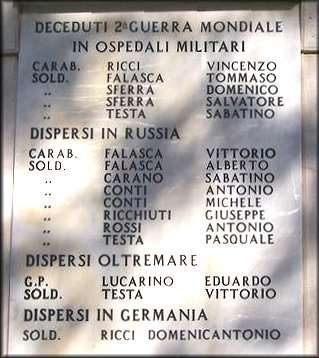 DECEDUTI 2ª GUERRA MONDIALE
IN OSPEDALI MILITARI
CARAB. RICCI VINCENZO
SOLD. FALASCA TOMMASO
„ SFERRA DOMENICO
„ SFERRA SALVATORE
„ TESTA SABATINO
DISPERSI IN RUSSIA
CARAB. FALASCA VITTORIO
SOLD. FALASCA ALBERTO
„ CARANO SABATINO
„ CONTI ANTONIO
„ CONTI MICHELE
„ RICCHIUTI GIUSEPPE
„ ROSSI ANTONIO
„ TESTA PASQUALE
DISPERSI OLTREMARE
G.P. LUCARINO EDUARDO
SOLD. TESTA VITTORIO
DISPERSI IN GERMANIA
SOLD. RICCI DOMENICANTONIO